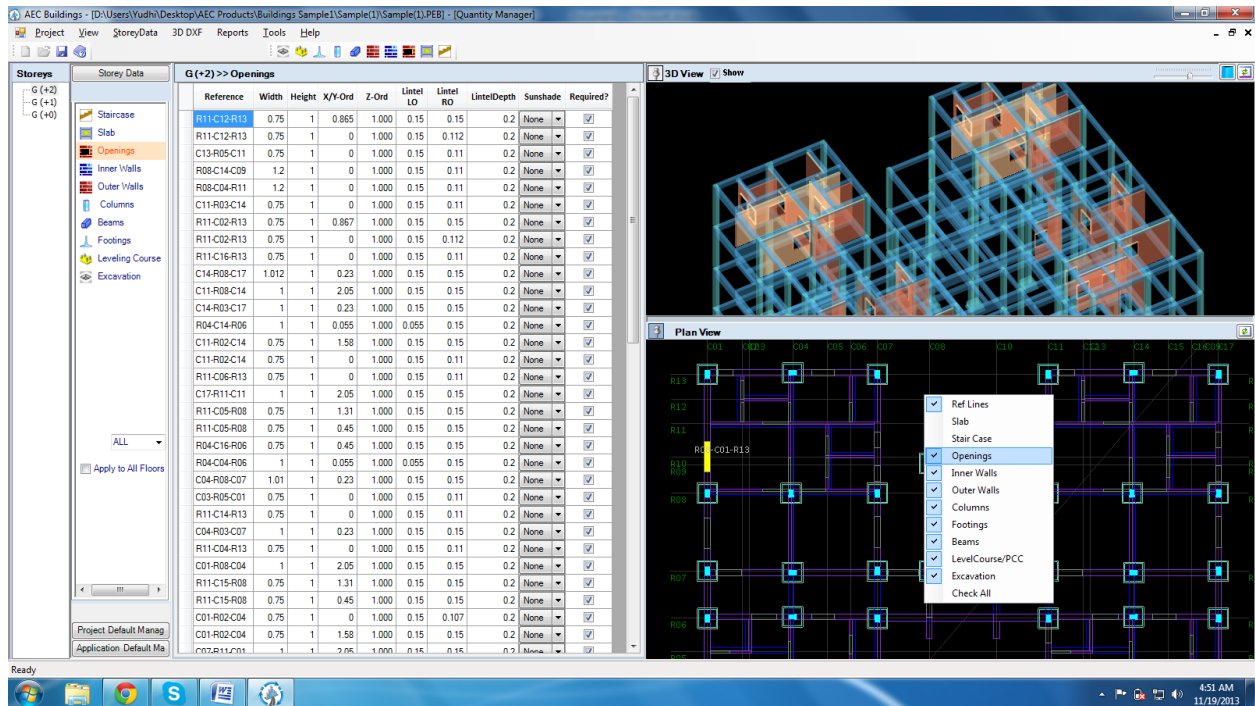 AEC Buildings - [D:\Users\Yudhi\Desktop\AEC Products\Buildings Sample1\Sample(1)\Sample(1).PEB] - [Quantity Manager]
Project View StoreyData 3D DXF Reports Tools Help
Storeys
G (+2)
G (+1)
G (+0)
Storey Data
Staircase
Slab
Openings
Inner Walls
Outer Walls
Columns
Beams
Footings
Leveling Course
Excavation
ALL
Apply to All Floors
Project Default Manag
Application Default Ma
G (+2) >> Openings
Reference Width Height X/Y-Ord Z-Ord Lintel LO Lintel RO LintelDepth Sunshade Required?
R11-C12-R13 0.75 1 0.865 1.000 0.15 0.15 0.2 None
R11-C12-R13 0.75 1 0 1.000 0.15 0.112 0.2 None
C13-R05-C11 0.75 1 0 1.000 0.15 0.11 0.2 None
R08-C14-C09 1.2 1 0 1.000 0.15 0.11 0.2 None
R08-C04-R11 1.2 1 0 1.000 0.15 0.11 0.2 None
C11-R03-C14 0.75 1 0 1.000 0.15 0.11 0.2 None
R11-C02-R13 0.75 1 0.867 1.000 0.15 0.15 0.2 None
R11-C02-R13 0.75 1 0 1.000 0.15 0.112 0.2 None
R11-C16-R13 0.75 1 0 1.000 0.15 0.11 0.2 None
C14-R08-C17 1.012 1 0.23 1.000 0.15 0.15 0.2 None
C11-R08-C14 1 1 2.05 1.000 0.15 0.15 0.2 None
C14-R03-C17 1 1 0.23 1.000 0.15 0.15 0.2 None
R04-C14-R06 1 1 0.055 1.000 0.055 0.15 0.2 None
C11-R02-C14 0.75 1 1.58 1.000 0.15 0.15 0.2 None
C11-R02-C14 0.75 1 0 1.000 0.15 0.11 0.2 None
R11-C06-R13 0.75 1 0 1.000 0.15 0.11 0.2 None
C17-R11-C11 1 1 2.05 1.000 0.15 0.15 0.2 None
R11-C05-R08 0.75 1 1.31 1.000 0.15 0.15 0.2 None
R11-C05-R08 0.75 1 0.45 1.000 0.15 0.15 0.2 None
R04-C16-R06 0.75 1 0.45 1.000 0.15 0.15 0.2 None
R04-C04-R06 1 1 0.055 1.000 0.055 0.15 0.2 None
C04-R08-C07 1.01 1 0.23 1.000 0.15 0.15 0.2 None
C03-R05-C01 0.75 1 0 1.000 0.15 0.11 0.2 None
R11-C14-R13 0.75 1 0 1.000 0.15 0.11 0.2 None
C04-R03-C07 1 1 0.23 1.000 0.15 0.15 0.2 None
R11-C04-R13 0.75 1 0 1.000 0.15 0.11 0.2 None
C01-R08-C04 1 1 2.05 1.000 0.15 0.15 0.2 None
R11-C15-R08 0.75 1 1.31 1.000 0.15 0.15 0.2 None
R11-C15-R08 0.75 1 0.45 1.000 0.15 0.15 0.2 None
C01-R02-C04 0.75 1 0 1.000 0.15 0.107 0.2 None
C01-R02-C04 0.75 1 1.58 1.000 0.15 0.15 0.2 None
C07-R11-C01 1 1 2.05 1.000 0.15 0.15 0.2 None
3D View Show
Plan View
C01 C04 C05 C06 C07 C08 C10 C11 C14 C15
R13
R12
R11
R10
R09
R08
R07
R06
R05
Ref Lines
Slab
Stair Case
Openings
Inner Walls
Outer Walls
Columns
Footings
Beams
LevelCourse/PCC
Excavation
Check All
Ready
4:51 AM
11/19/2013